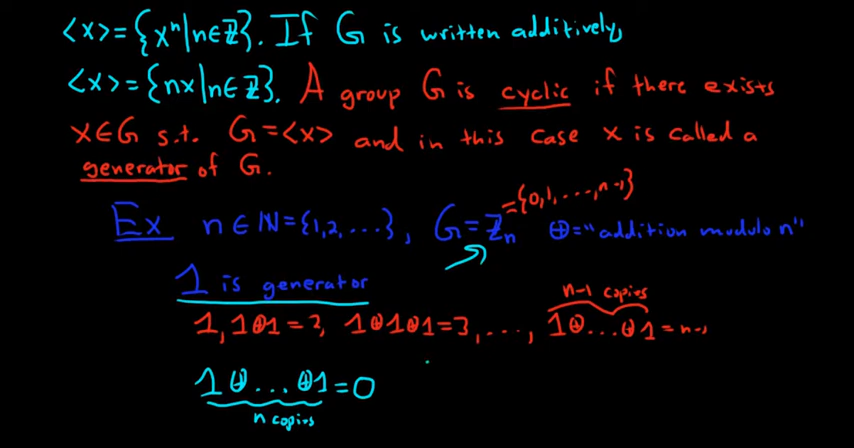 <x> = {xⁿ | n∈ℤ}. If G is written additively,
<x> = {nx | n∈ℤ}. A group G is cyclic if there exists
x∈G s.t. G = <x> and in this case x is called a
generator of G.
= {0, 1, ..., n-1}
Ex n∈ℕ = {1, 2, ...}, G = ℤₙ ⊕ = "addition modulo n"
1 is generator
n-1 copies
1, 1⊕1 = 2, 1⊕1⊕1 = 3, ..., 1⊕...⊕1 = n-1
1⊕...⊕1 = 0
n copies